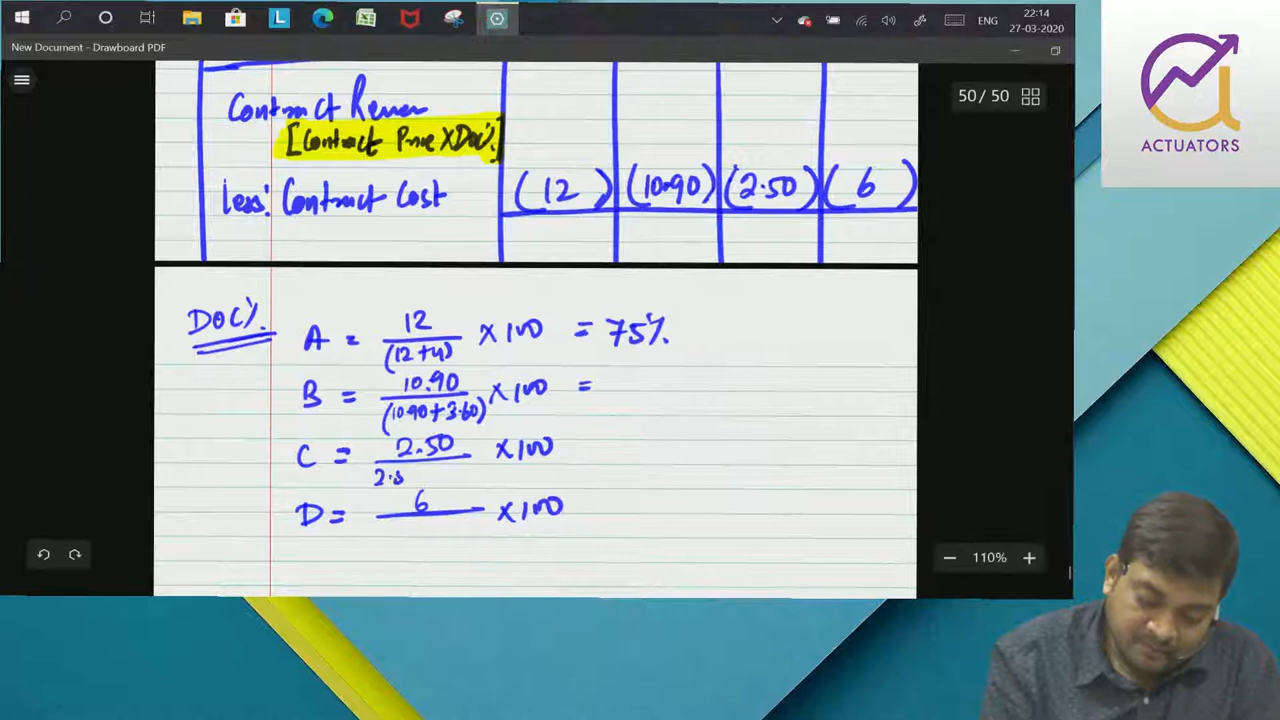 22:14
ENG
27-03-2020
New Document - Drawboard PDF
50 / 50
ACTUATORS
Contract Reven
[Contract Price X DOC%]
Less: Contract Cost (12) (10.90) (2.50) (6)
DOC%.
A = 12 / (12+4) × 100 = 75%
B = 10.90 / (10.90+3.60) × 100 =
C = 2.50 / 2.5 × 100
D = 6 / × 100
110%